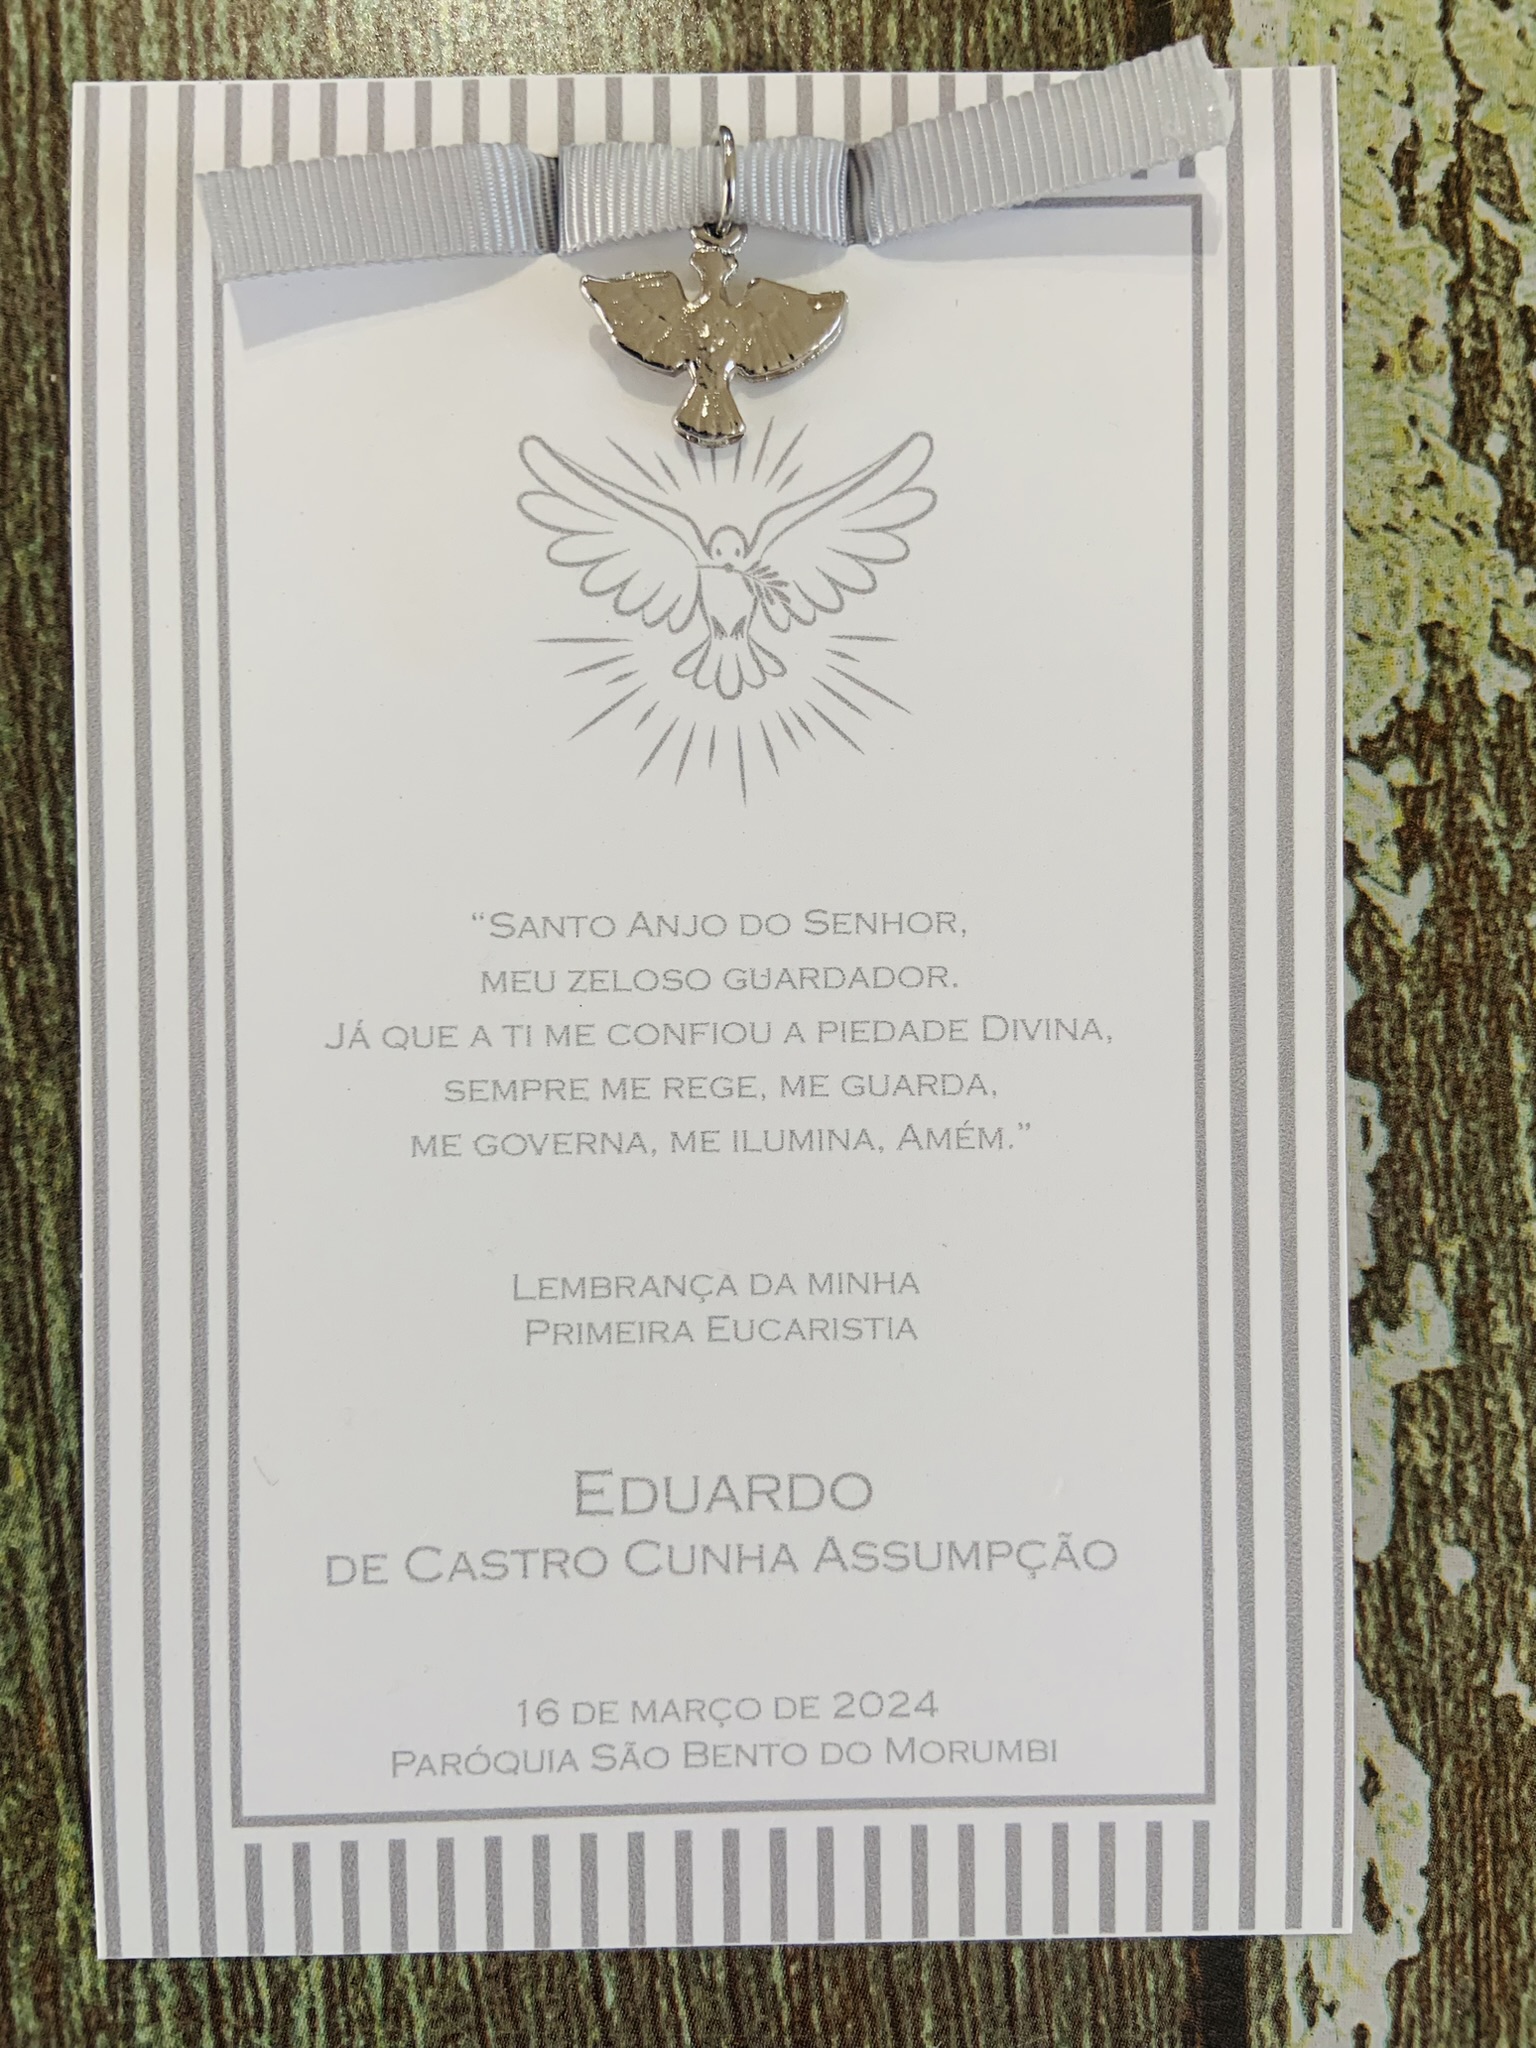 “Santo Anjo do Senhor,
meu zeloso guardador.
Já que a ti me confiou a piedade Divina,
sempre me rege, me guarda,
me governa, me ilumina, Amém.”
Lembrança da minha
Primeira Eucaristia
Eduardo
de Castro Cunha Assumpção
16 de março de 2024
Paróquia São Bento do Morumbi